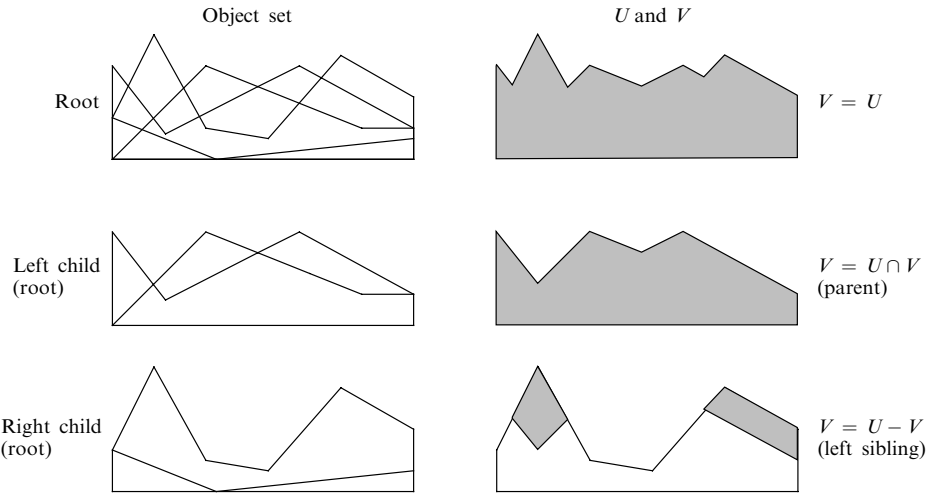 Object set
U and V
Root
V = U
Left child
(root)
V = U ∩ V
(parent)
Right child
(root)
V = U − V
(left sibling)